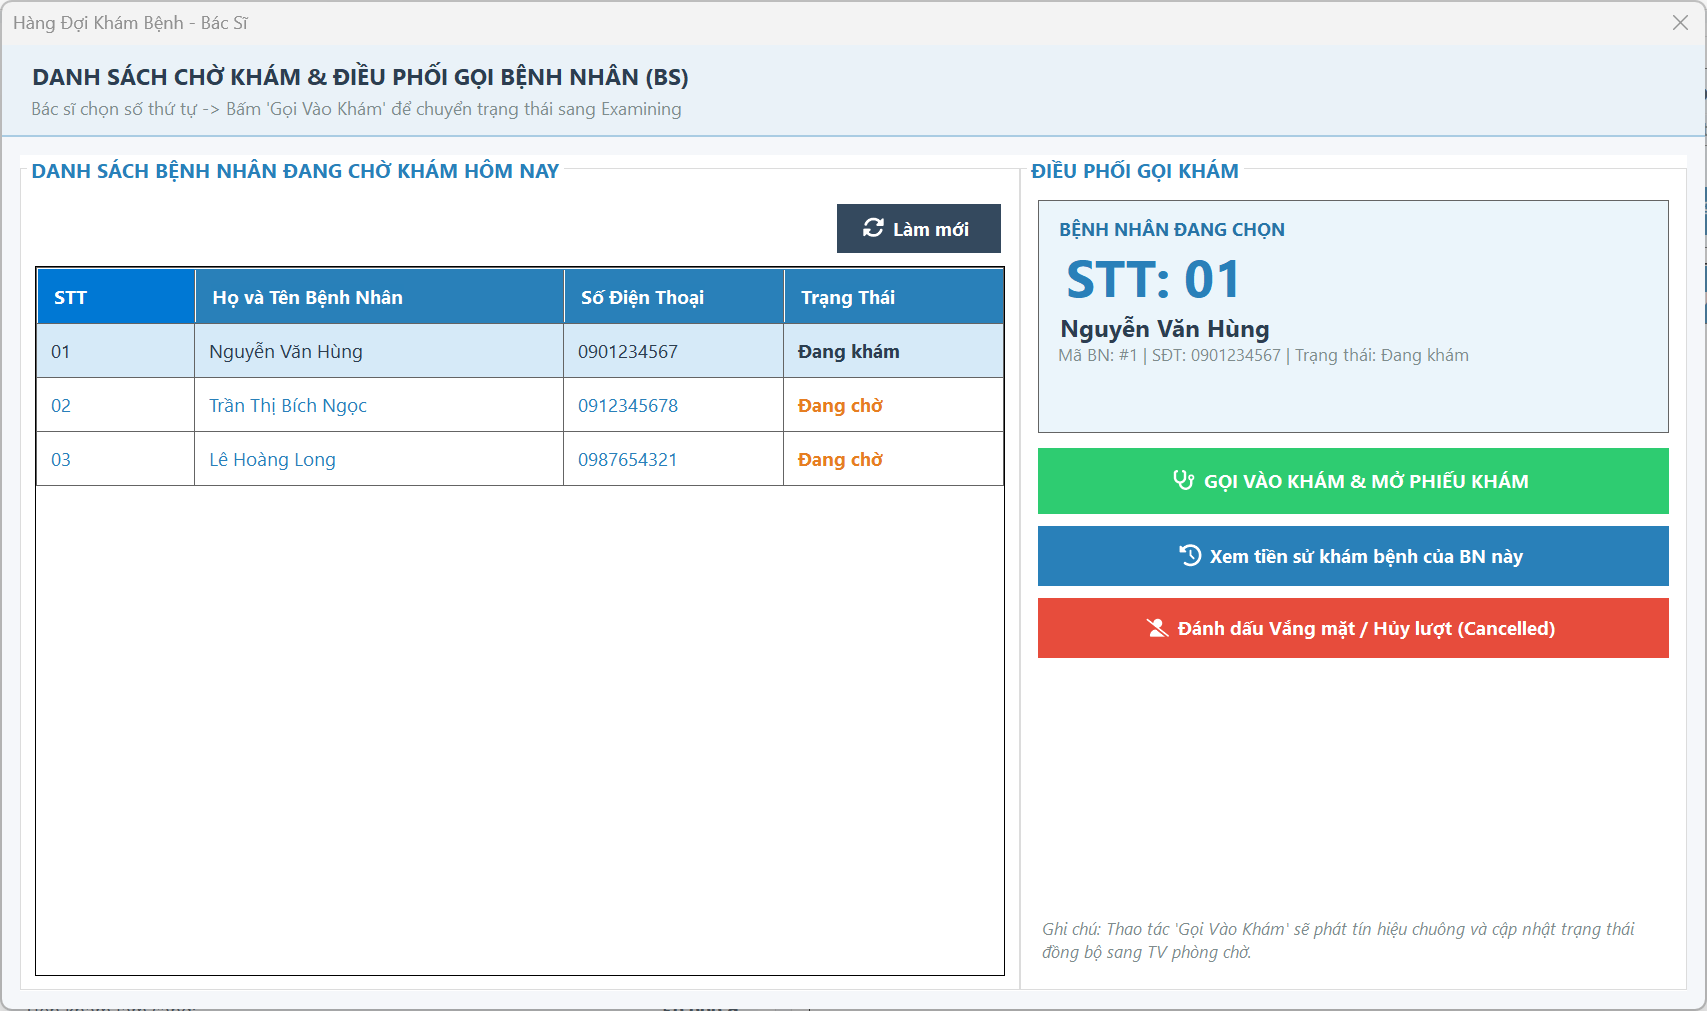 Hàng Đợi Khám Bệnh - Bác Sĩ
DANH SÁCH CHỜ KHÁM & ĐIỀU PHỐI GỌI BỆNH NHÂN (BS)
Bác sĩ chọn số thứ tự -> Bấm 'Gọi Vào Khám' để chuyển trạng thái sang Examining
DANH SÁCH BỆNH NHÂN ĐANG CHỜ KHÁM HÔM NAY
Làm mới
STT Họ và Tên Bệnh Nhân Số Điện Thoại Trạng Thái
01 Nguyễn Văn Hùng 0901234567 Đang khám
02 Trần Thị Bích Ngọc 0912345678 Đang chờ
03 Lê Hoàng Long 0987654321 Đang chờ
ĐIỀU PHỐI GỌI KHÁM
BỆNH NHÂN ĐANG CHỌN
STT: 01
Nguyễn Văn Hùng
Mã BN: #1 | SĐT: 0901234567 | Trạng thái: Đang khám
GỌI VÀO KHÁM & MỞ PHIẾU KHÁM
Xem tiền sử khám bệnh của BN này
Đánh dấu Vắng mặt / Hủy lượt (Cancelled)
Ghi chú: Thao tác 'Gọi Vào Khám' sẽ phát tín hiệu chuông và cập nhật trạng thái
đồng bộ sang TV phòng chờ.